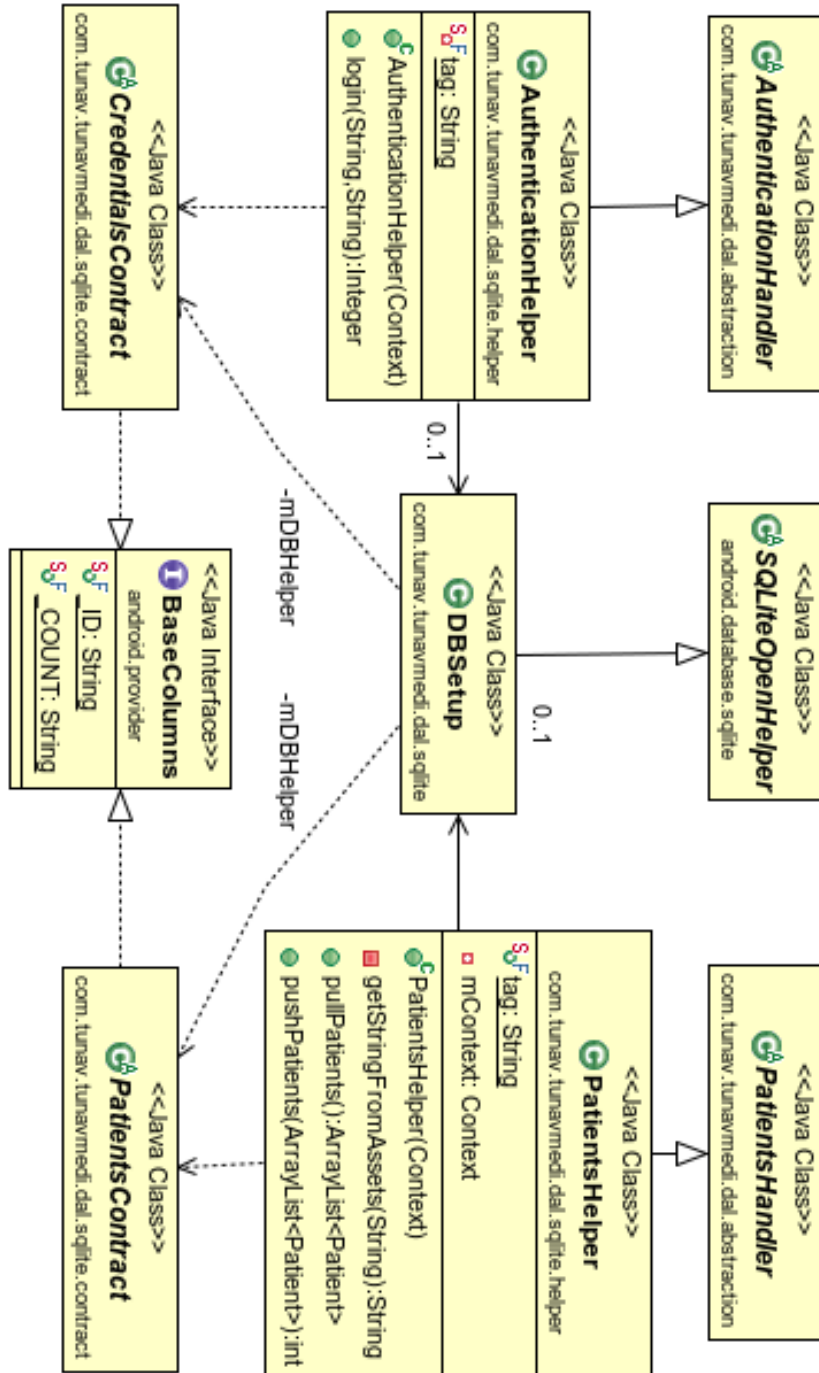 <<Java Class>>
AuthenticationHandler
com.tunav.tunavmedi.dal.abstraction
<<Java Class>>
SQLiteOpenHelper
android.database.sqlite
<<Java Class>>
PatientsHandler
com.tunav.tunavmedi.dal.abstraction
<<Java Class>>
AuthenticationHelper
com.tunav.tunavmedi.dal.sqlite.helper
tag: String
AuthenticationHelper(Context)
login(String,String):Integer
0..1
<<Java Class>>
DBSetup
com.tunav.tunavmedi.dal.sqlite
0..1
<<Java Class>>
PatientsHelper
com.tunav.tunavmedi.dal.sqlite.helper
tag: String
mContext: Context
PatientsHelper(Context)
getStringFromAssets(String):String
pullPatients():ArrayList<Patient>
pushPatients(ArrayList<Patient>):int
-mDBHelper
-mDBHelper
<<Java Class>>
CredentialsContract
com.tunav.tunavmedi.dal.sqlite.contract
<<Java Interface>>
BaseColumns
android.provider
_ID: String
_COUNT: String
<<Java Class>>
PatientsContract
com.tunav.tunavmedi.dal.sqlite.contract